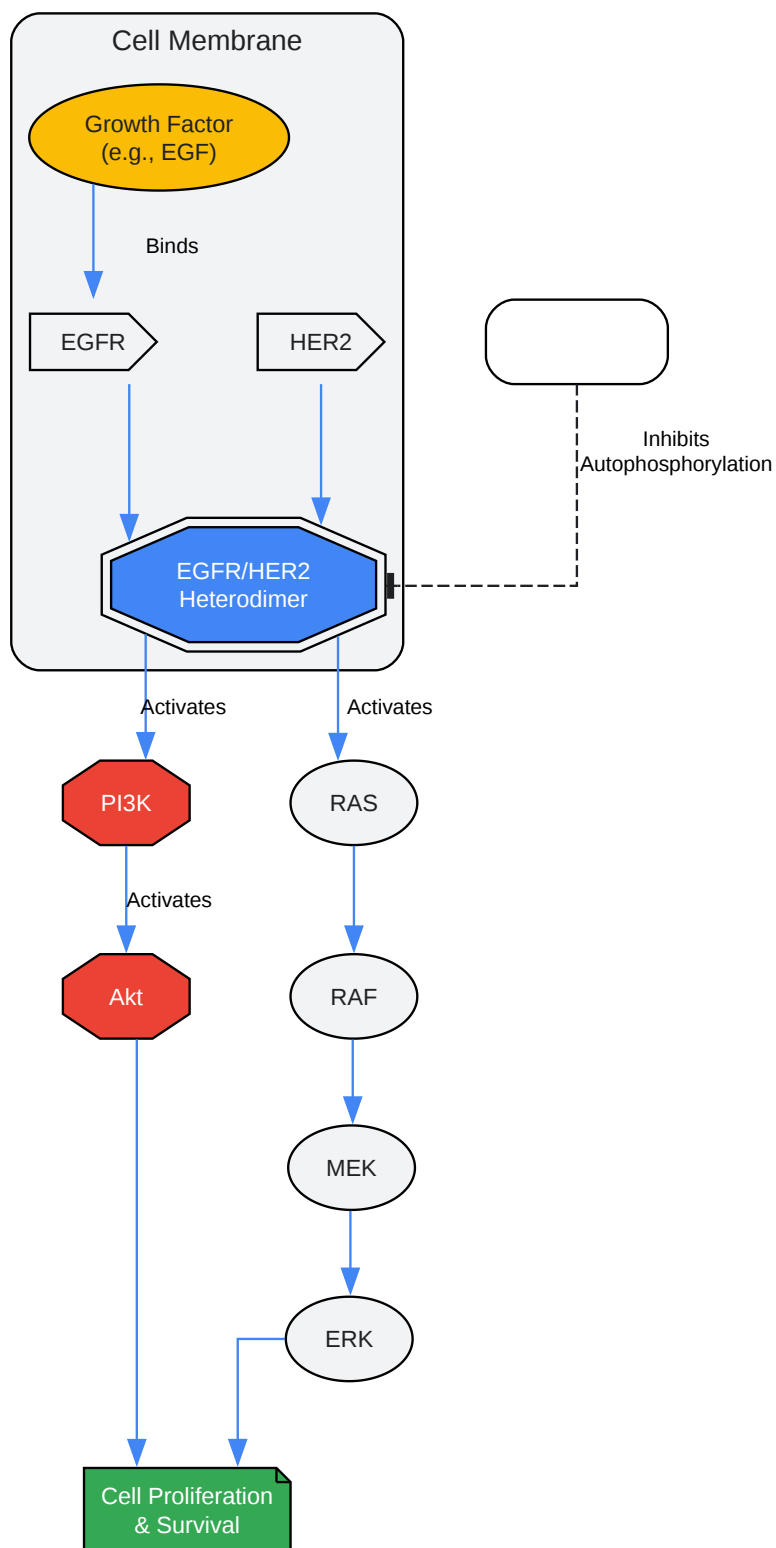 Cell Membrane
Growth Factor
(e.g., EGF)
Binds
EGFR
HER2
Inhibits
Autophosphorylation
EGFR/HER2
Heterodimer
Activates
Activates
PI3K
RAS
Activates
Akt
RAF
MEK
ERK
Cell Proliferation
& Survival